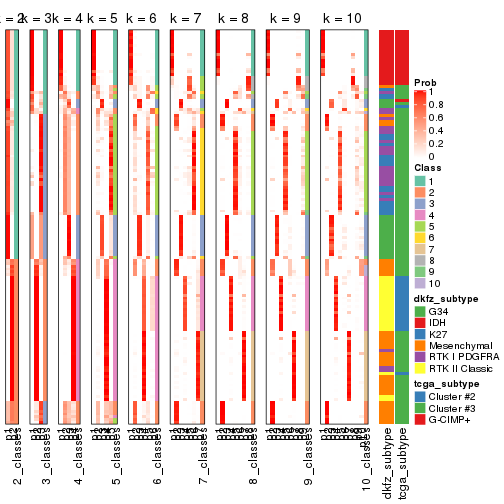 k = 2
k = 3
k = 4
k = 5
k = 6
k = 7
k = 8
k = 9
k = 10
Prob
1
0.8
0.6
0.4
0.2
0
Class
1
2
3
4
5
6
7
8
9
10
dkfz_subtype
G34
IDH
K27
Mesenchymal
RTK I PDGFRA
RTK II Classic
tcga_subtype
Cluster #2
Cluster #3
G-CIMP+
2_classes
3_classes
4_classes
5_classes
6_classes
7_classes
8_classes
9_classes
10_classes
dkfz_subtype
tcga_subtype